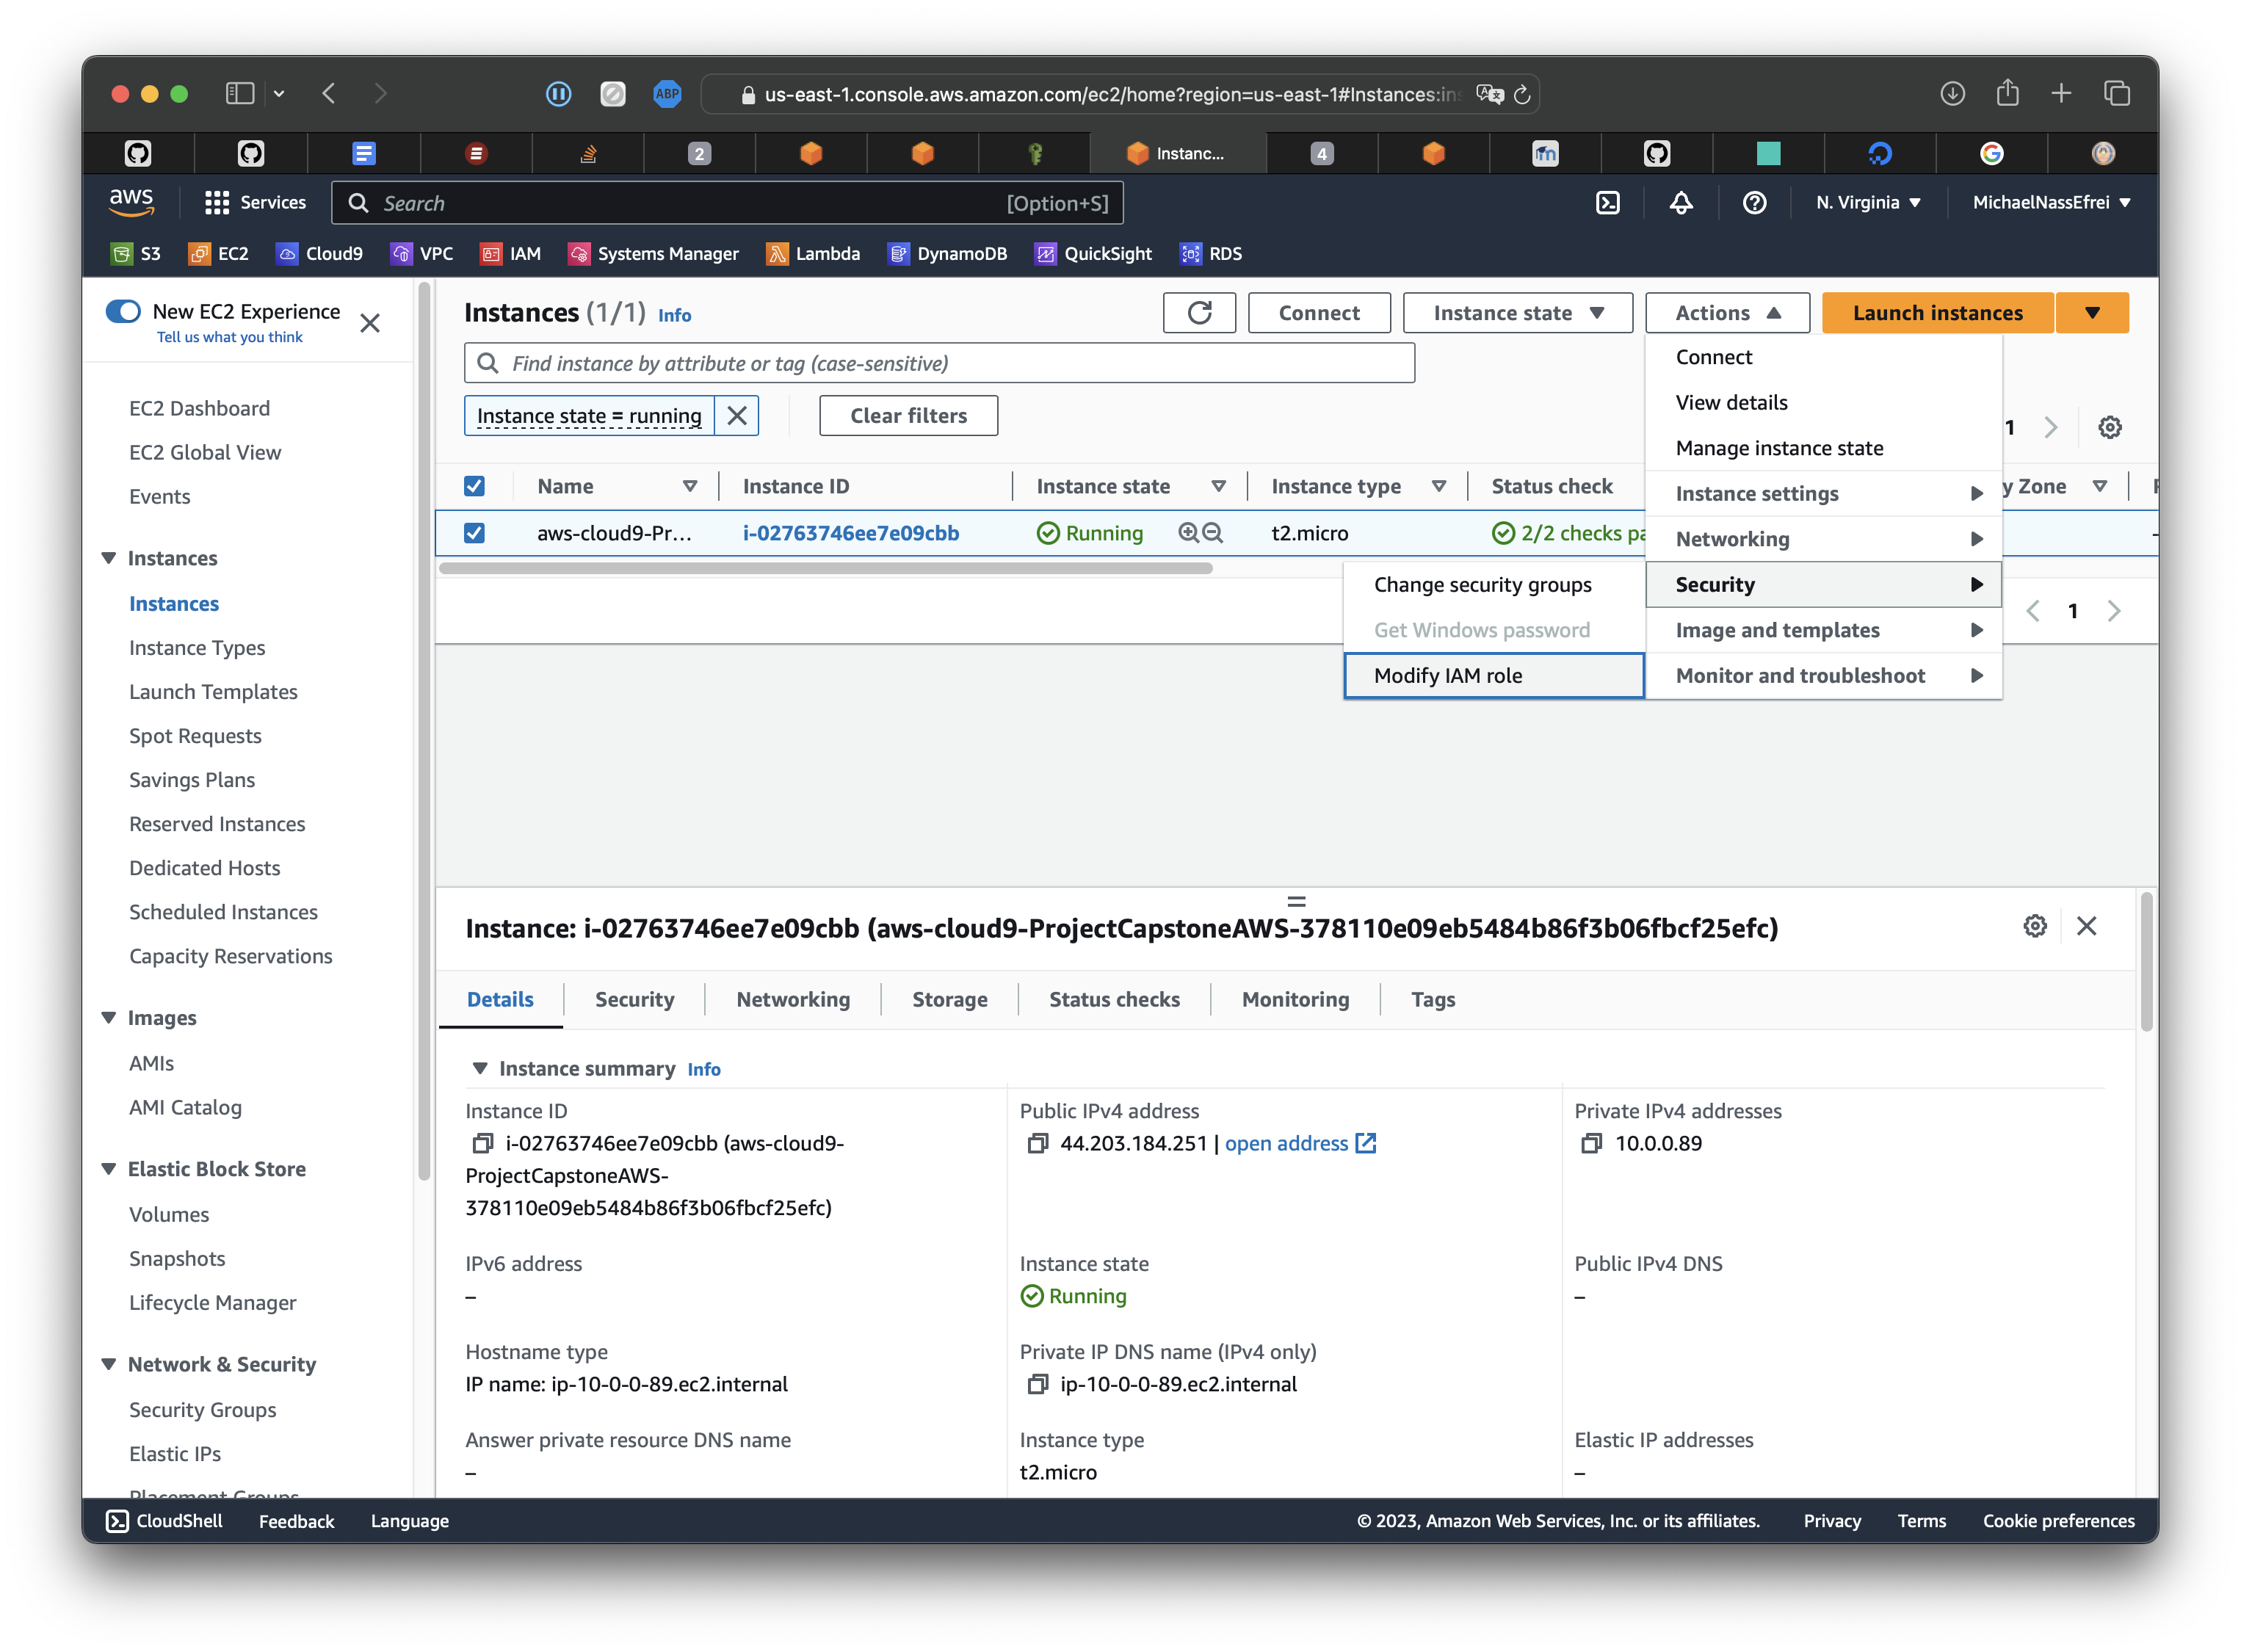 ABP
us-east-1.console.aws.amazon.com/ec2/home?region=us-east-1#Instances:ins
2
Instanc...
4
aws
Services
Search
[Option+S]
N. Virginia
MichaelNassEfrei
S3
EC2
Cloud9
VPC
IAM
Systems Manager
Lambda
DynamoDB
QuickSight
RDS
New EC2 Experience
Tell us what you think
EC2 Dashboard
EC2 Global View
Events
Instances
Instances
Instance Types
Launch Templates
Spot Requests
Savings Plans
Reserved Instances
Dedicated Hosts
Scheduled Instances
Capacity Reservations
Images
AMIs
AMI Catalog
Elastic Block Store
Volumes
Snapshots
Lifecycle Manager
Network & Security
Security Groups
Elastic IPs
Placement Groups
Instances (1/1) Info
Connect
Instance state
Actions
Launch instances
Find instance by attribute or tag (case-sensitive)
Instance state = running
Clear filters
1
Name
Instance ID
Instance state
Instance type
Status check
y Zone
aws-cloud9-Pr...
i-02763746ee7e09cbb
Running
t2.micro
2/2 checks pa
–
Connect
View details
Manage instance state
Instance settings
Networking
Security
Image and templates
Monitor and troubleshoot
Change security groups
Get Windows password
Modify IAM role
1
Instance: i-02763746ee7e09cbb (aws-cloud9-ProjectCapstoneAWS-378110e09eb5484b86f3b06fbcf25efc)
Details
Security
Networking
Storage
Status checks
Monitoring
Tags
Instance summary Info
Instance ID
i-02763746ee7e09cbb (aws-cloud9-
ProjectCapstoneAWS-
378110e09eb5484b86f3b06fbcf25efc)
Public IPv4 address
44.203.184.251 | open address
Private IPv4 addresses
10.0.0.89
IPv6 address
–
Instance state
Running
Public IPv4 DNS
–
Hostname type
IP name: ip-10-0-0-89.ec2.internal
Private IP DNS name (IPv4 only)
ip-10-0-0-89.ec2.internal
Answer private resource DNS name
–
Instance type
t2.micro
Elastic IP addresses
–
CloudShell
Feedback
Language
© 2023, Amazon Web Services, Inc. or its affiliates.
Privacy
Terms
Cookie preferences